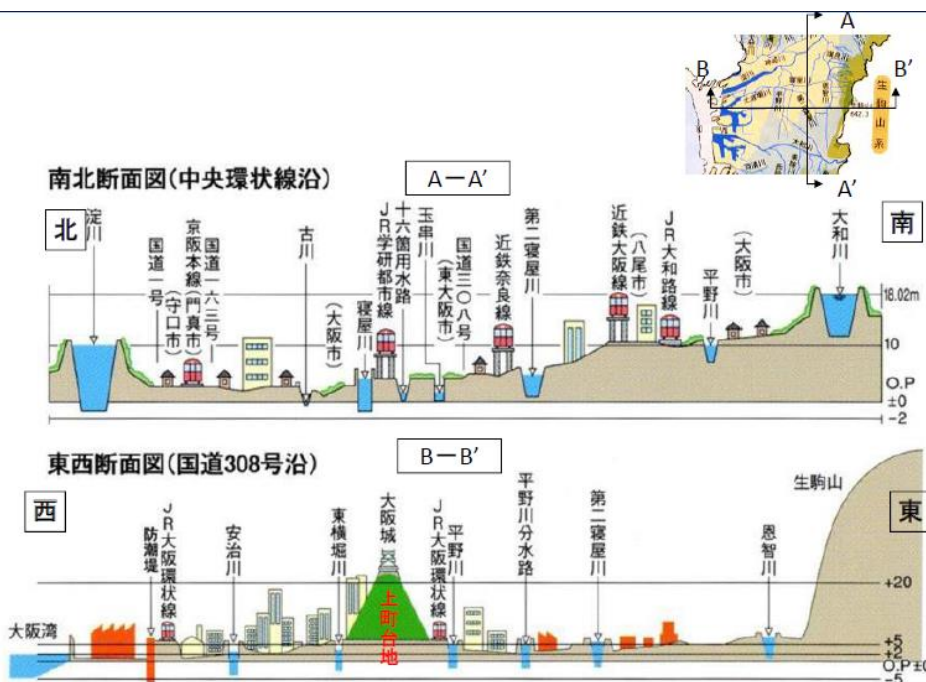 A
B
B'
生駒山系
A'
南北断面図(中央環状線沿)
A-A'
北
南
淀川
国道一号
(守口市)
京阪本線(門真市)
国道一六三号
古川
(大阪市)
寝屋川
JR学研都市線
十六箇用水路
玉串川
(東大阪市)
国道三〇八号
近鉄奈良線
第二寝屋川
近鉄大阪線
(八尾市)
JR大和路線
平野川
(大阪市)
大和川
18.02m
10
O.P
±0
-2
東西断面図(国道308号沿)
B-B'
西
東
大阪湾
防潮堤
JR大阪環状線
安治川
東横堀川
大阪城
上町台地
JR大阪環状線
平野川
平野川分水路
第二寝屋川
恩智川
生駒山
+20
+5
+2
O.P±0
-5